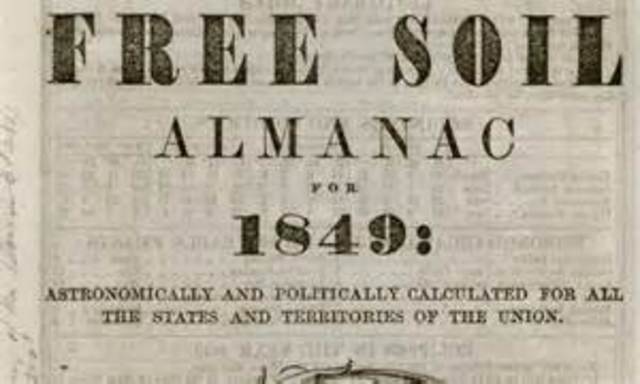 FREE SOIL
ALMANAC
FOR
1849:
ASTRONOMICALLY AND POLITICALLY CALCULATED FOR ALL
THE STATES AND TERRITORIES OF THE UNION.